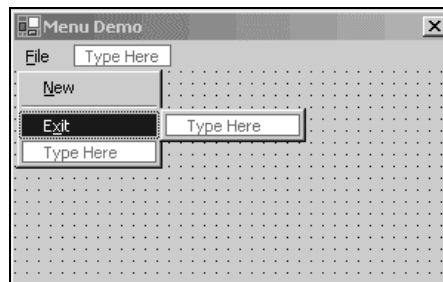 Menu Demo
File Type Here
New
Exit Type Here
Type Here